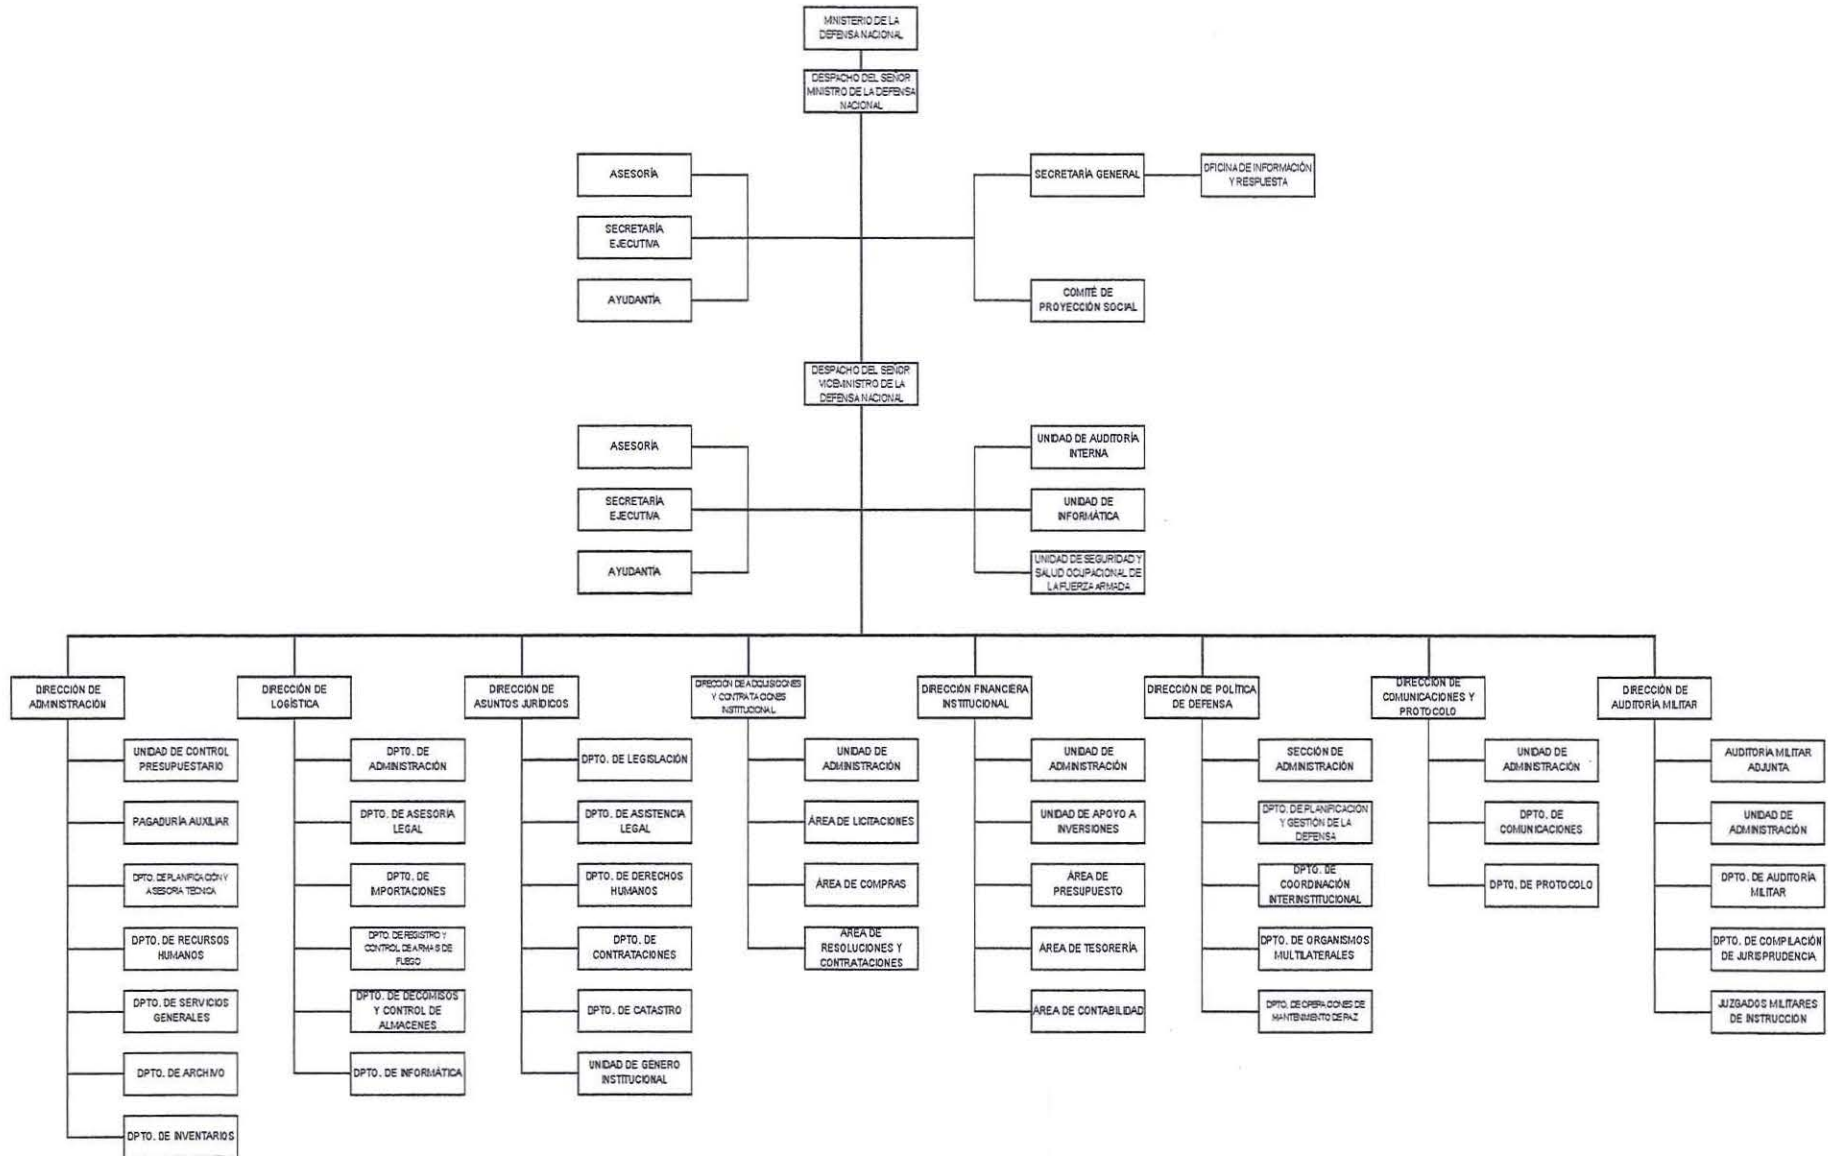 MINISTERIO DE LA
DEFENSA NACIONAL
DESPACHO DEL SEÑOR
MINISTRO DE LA DEFENSA
NACIONAL
ASESORÍA
SECRETARÍA
EJECUTIVA
AYUDANTÍA
SECRETARÍA GENERAL
OFICINA DE INFORMACIÓN
Y RESPUESTA
COMITÉ DE
PROYECCIÓN SOCIAL
DESPACHO DEL SEÑOR
VICEMINISTRO DE LA
DEFENSA NACIONAL
ASESORÍA
SECRETARÍA
EJECUTIVA
AYUDANTÍA
UNIDAD DE AUDITORÍA
INTERNA
UNIDAD DE
INFORMÁTICA
UNIDAD DE SEGURIDAD Y
SALUD OCUPACIONAL DE
LA FUERZA ARMADA
DIRECCIÓN DE
ADMINISTRACIÓN
UNIDAD DE CONTROL
PRESUPUESTARIO
PAGADURÍA AUXILIAR
DPTO. DE PLANIFICACIÓN Y
ASESORIA TECNICA
DPTO. DE RECURSOS
HUMANOS
DPTO. DE SERVICIOS
GENERALES
DPTO. DE ARCHIVO
DPTO. DE INVENTARIOS
DIRECCIÓN DE
LOGÍSTICA
DPTO. DE
ADMINISTRACIÓN
DPTO. DE ASESORIA
LEGAL
DPTO. DE
IMPORTACIONES
DPTO. DE REGISTRO Y
CONTROL DE ARMAS DE
FUEGO
DPTO. DE DECOMISOS
Y CONTROL DE
ALMACENES
DPTO. DE INFORMÁTICA
DIRECCIÓN DE
ASUNTOS JURÍDICOS
DPTO. DE LEGISLACIÓN
DPTO. DE ASISTENCIA
LEGAL
DPTO. DE DERECHOS
HUMANOS
DPTO. DE
CONTRATACIONES
DPTO. DE CATASTRO
UNIDAD DE GÉNERO
INSTITUCIONAL
DIRECCION DE ADQUISICIONES
Y CONTRATACIONES
INSTITUCIONAL
UNIDAD DE
ADMINISTRACIÓN
ÁREA DE LICITACIONES
ÁREA DE COMPRAS
ÁREA DE
RESOLUCIONES Y
CONTRATACIONES
DIRECCIÓN FINANCIERA
INSTITUCIONAL
UNIDAD DE
ADMINISTRACIÓN
UNIDAD DE APOYO A
INVERSIONES
ÁREA DE
PRESUPUESTO
ÁREA DE TESORERÍA
ÁREA DE CONTABILIDAD
DIRECCIÓN DE POLÍTICA
DE DEFENSA
SECCIÓN DE
ADMINISTRACIÓN
DPTO. DE PLANIFICACIÓN
Y GESTIÓN DE LA
DEFENSA
DPTO. DE
COORDINACIÓN
INTERINSTITUCIONAL
DPTO. DE ORGANISMOS
MULTILATERALES
DPTO. DE OPERACIONES DE
MANTENIMIENTO DE PAZ
DIRECCIÓN DE
COMUNICACIONES Y
PROTOCOLO
UNIDAD DE
ADMINISTRACIÓN
DPTO. DE
COMUNICACIONES
DPTO. DE PROTOCOLO
DIRECCIÓN DE
AUDITORÍA MILITAR
AUDITORÍA MILITAR
ADJUNTA
UNIDAD DE
ADMINISTRACIÓN
DPTO. DE AUDITORÍA
MILITAR
DPTO. DE COMPILACIÓN
DE JURISPRUDENCIA
JUZGADOS MILITARES
DE INSTRUCCIÓN